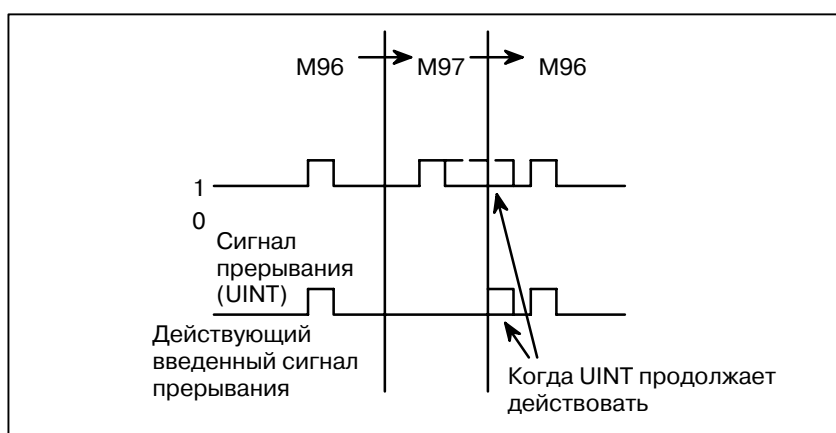 M96 M97 M96
1
0
Сигнал
прерывания
(UINT)
Действующий
введенный сигнал
прерывания
Когда UINT продолжает
действовать